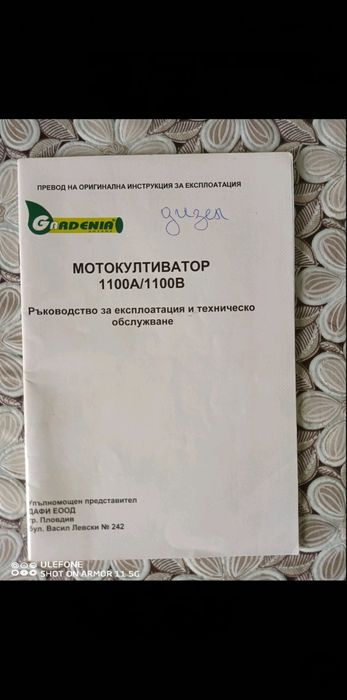 ПРЕВОД НА ОРИГИНАЛНА ИНСТРУКЦИЯ ЗА ЕКСПЛОАТАЦИЯ
GARDENIA
дизел
МОТОКУЛТИВАТОР
1100A/1100B
Ръководство за експлоатация и техническо
обслужване
Упълномощен представител
ДАФИ ЕООД
гр. Пловдив
бул. Васил Левски № 242
ULEFONE
SHOT ON ARMOR 11 5G